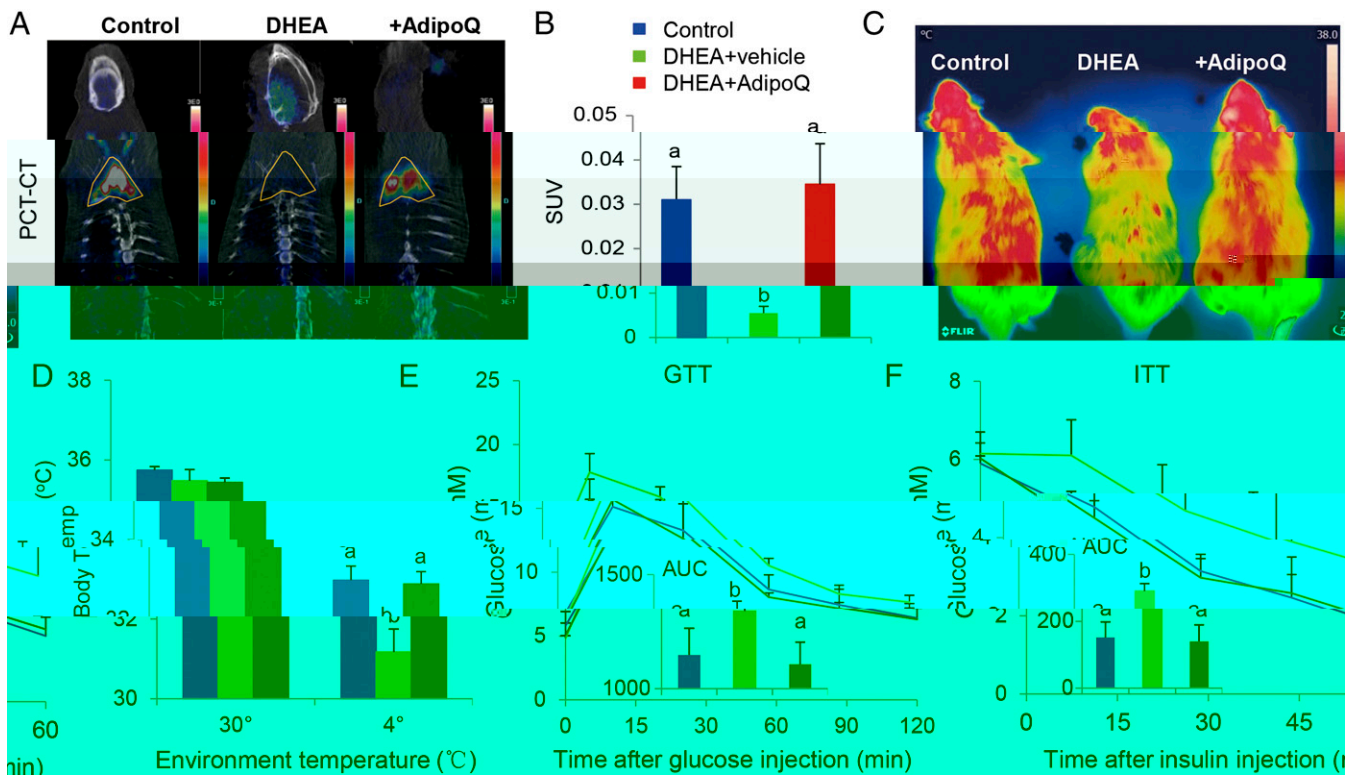 A Control DHEA +AdipoQ
PCT-CT
B
Control
DHEA+vehicle
DHEA+AdipoQ
SUV
0.05
0.04
0.03
0.02
0.01
0
a
b
a
C
°C
38.0
Control DHEA +AdipoQ
FLIR
D
38
36
34
32
30
(°C)
Body T
emp
a
b
a
30° 4°
Environment temperature (℃)
E GTT
25
20
15
10
5
0
AUC
1500
1000
b
a
0 15 30 60 90 120
Time after glucose injection (min)
F ITT
8
6
4
2
0
AUC
400
200
0
b
a
0 15 30 45
60
Time after insulin injection
min)